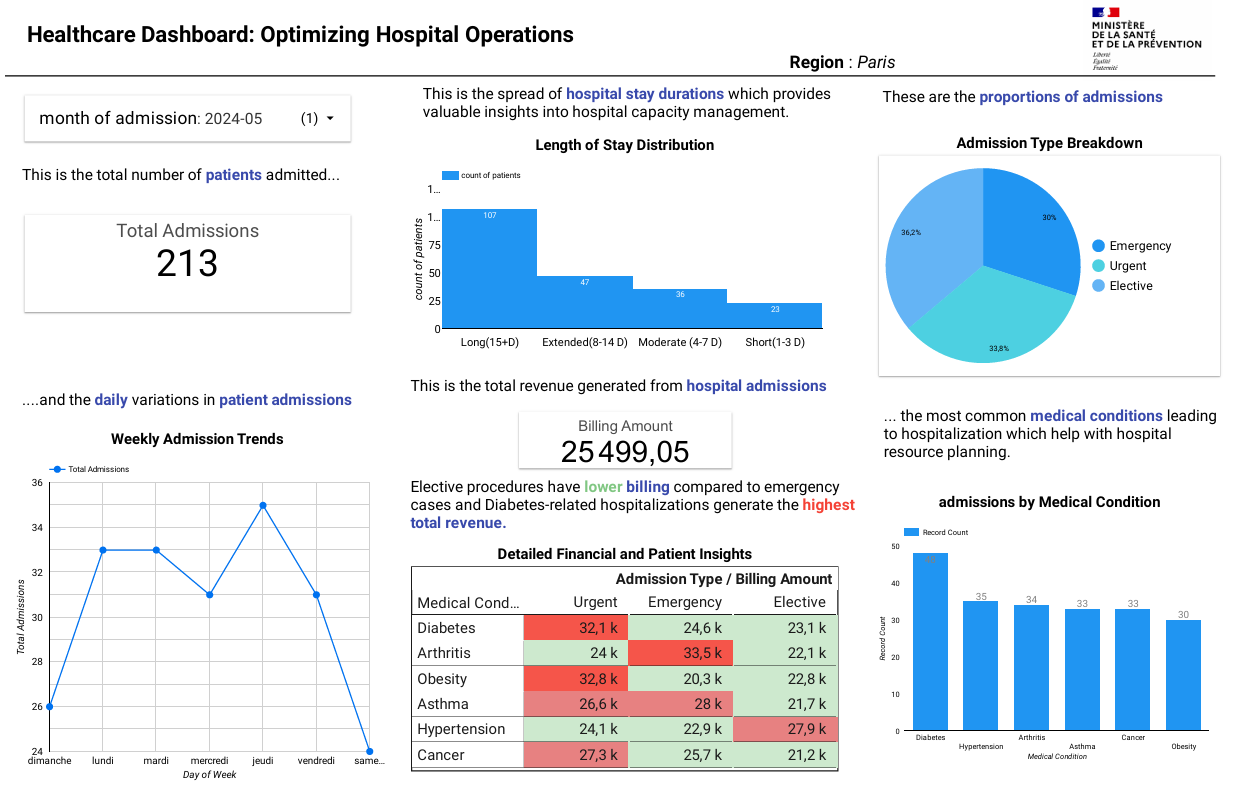 Healthcare Dashboard: Optimizing Hospital Operations
MINISTÈRE
DE LA SANTÉ
ET DE LA PRÉVENTION
Liberté
Égalité
Fraternité
Region : Paris
month of admission: 2024-05 (1)
This is the total number of patients admitted...
Total Admissions
213
....and the daily variations in patient admissions
Weekly Admission Trends
Total Admissions
36
34
32
30
28
26
24
Total Admissions
dimanche lundi mardi mercredi jeudi vendredi same...
Day of Week
This is the spread of hospital stay durations which provides
valuable insights into hospital capacity management.
Length of Stay Distribution
count of patients
1...
1...
75
50
25
0
count of patients
107
47
36
23
Long(15+D) Extended(8-14 D) Moderate (4-7 D) Short(1-3 D)
This is the total revenue generated from hospital admissions
Billing Amount
25 499,05
Elective procedures have lower billing compared to emergency
cases and Diabetes-related hospitalizations generate the highest
total revenue.
Detailed Financial and Patient Insights
Admission Type / Billing Amount
Medical Cond... Urgent Emergency Elective
Diabetes 32,1 k 24,6 k 23,1 k
Arthritis 24 k 33,5 k 22,1 k
Obesity 32,8 k 20,3 k 22,8 k
Asthma 26,6 k 28 k 21,7 k
Hypertension 24,1 k 22,9 k 27,9 k
Cancer 27,3 k 25,7 k 21,2 k
These are the proportions of admissions
Admission Type Breakdown
30%
36,2%
33,8%
Emergency
Urgent
Elective
... the most common medical conditions leading
to hospitalization which help with hospital
resource planning.
admissions by Medical Condition
Record Count
50
40
30
20
10
0
Record Count
35
34
33
33
30
Diabetes
Hypertension
Arthritis
Asthma
Cancer
Obesity
Medical Condition